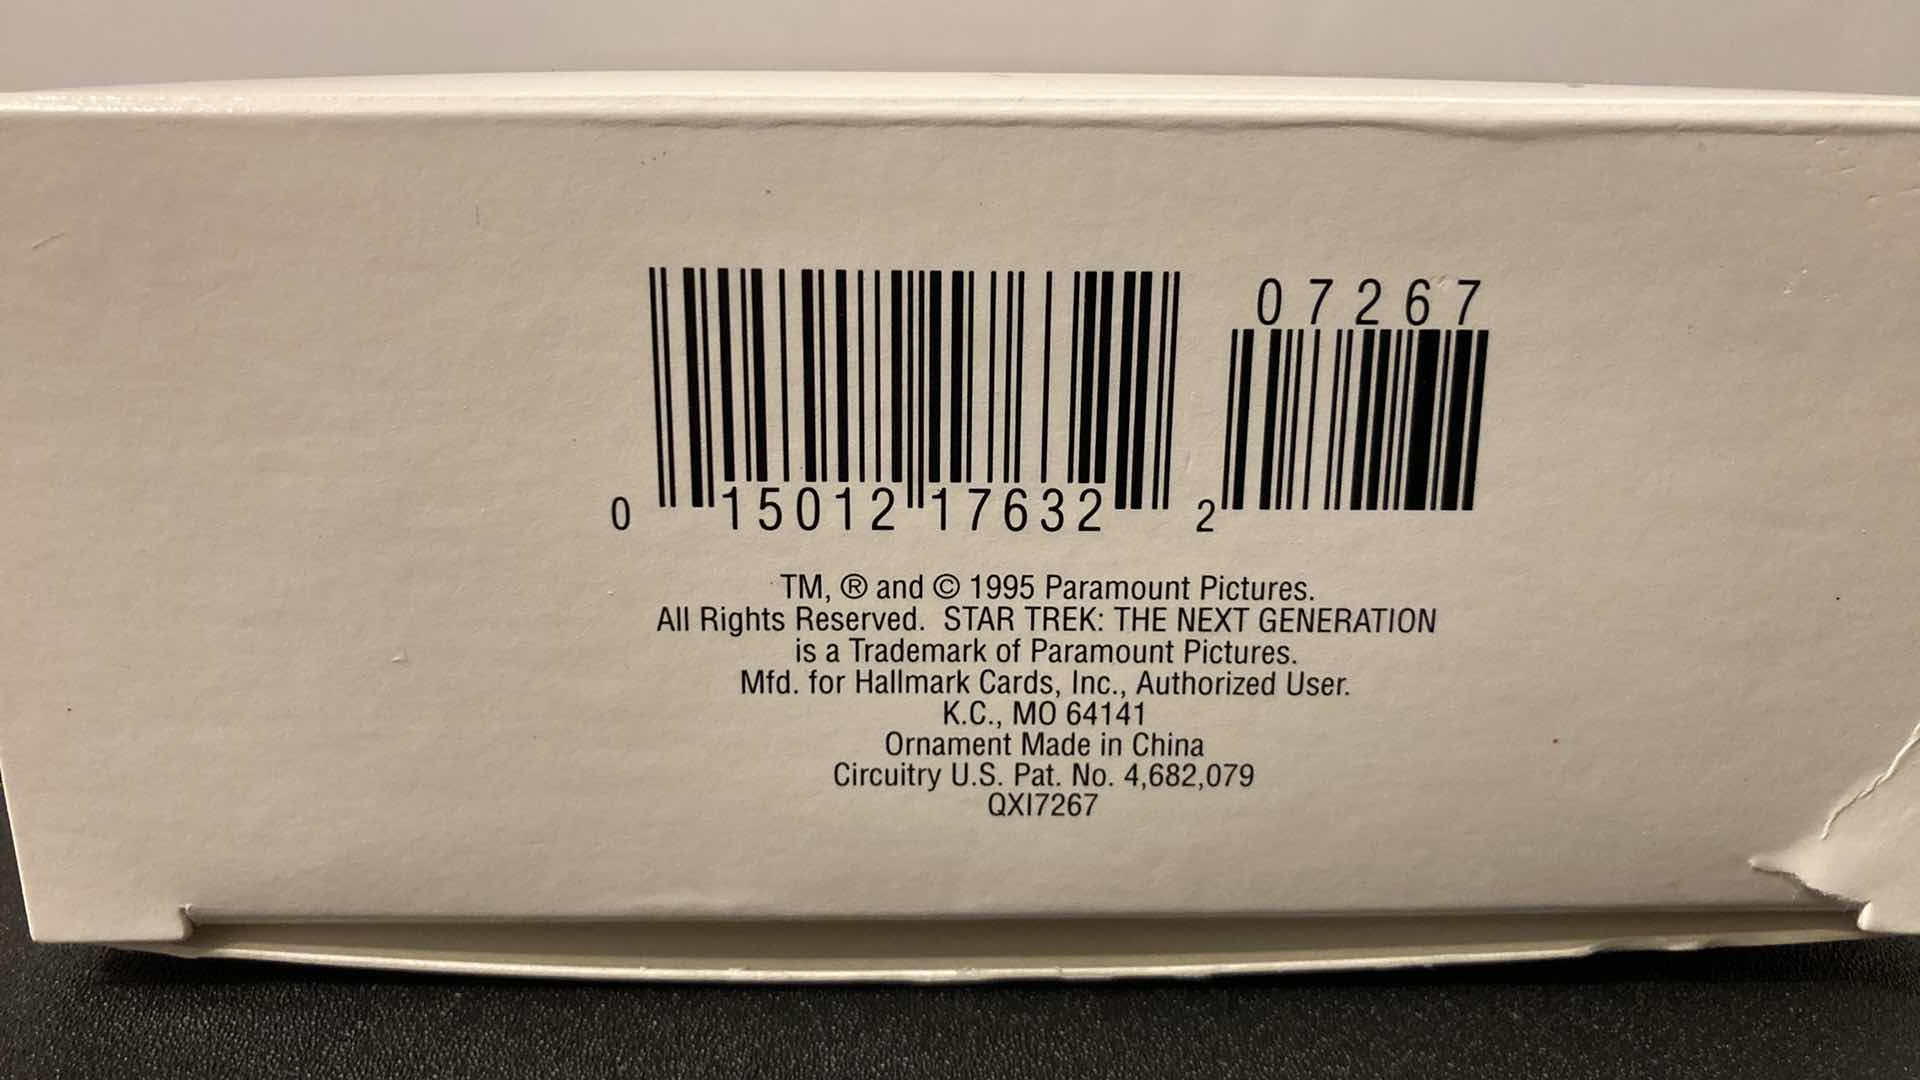 07267
0 15012 17632 2
TM, ® and © 1995 Paramount Pictures.
All Rights Reserved. STAR TREK: THE NEXT GENERATION
is a Trademark of Paramount Pictures.
Mfd. for Hallmark Cards, Inc., Authorized User.
K.C., MO 64141
Ornament Made in China
Circuitry U.S. Pat. No. 4,682,079
QXI7267